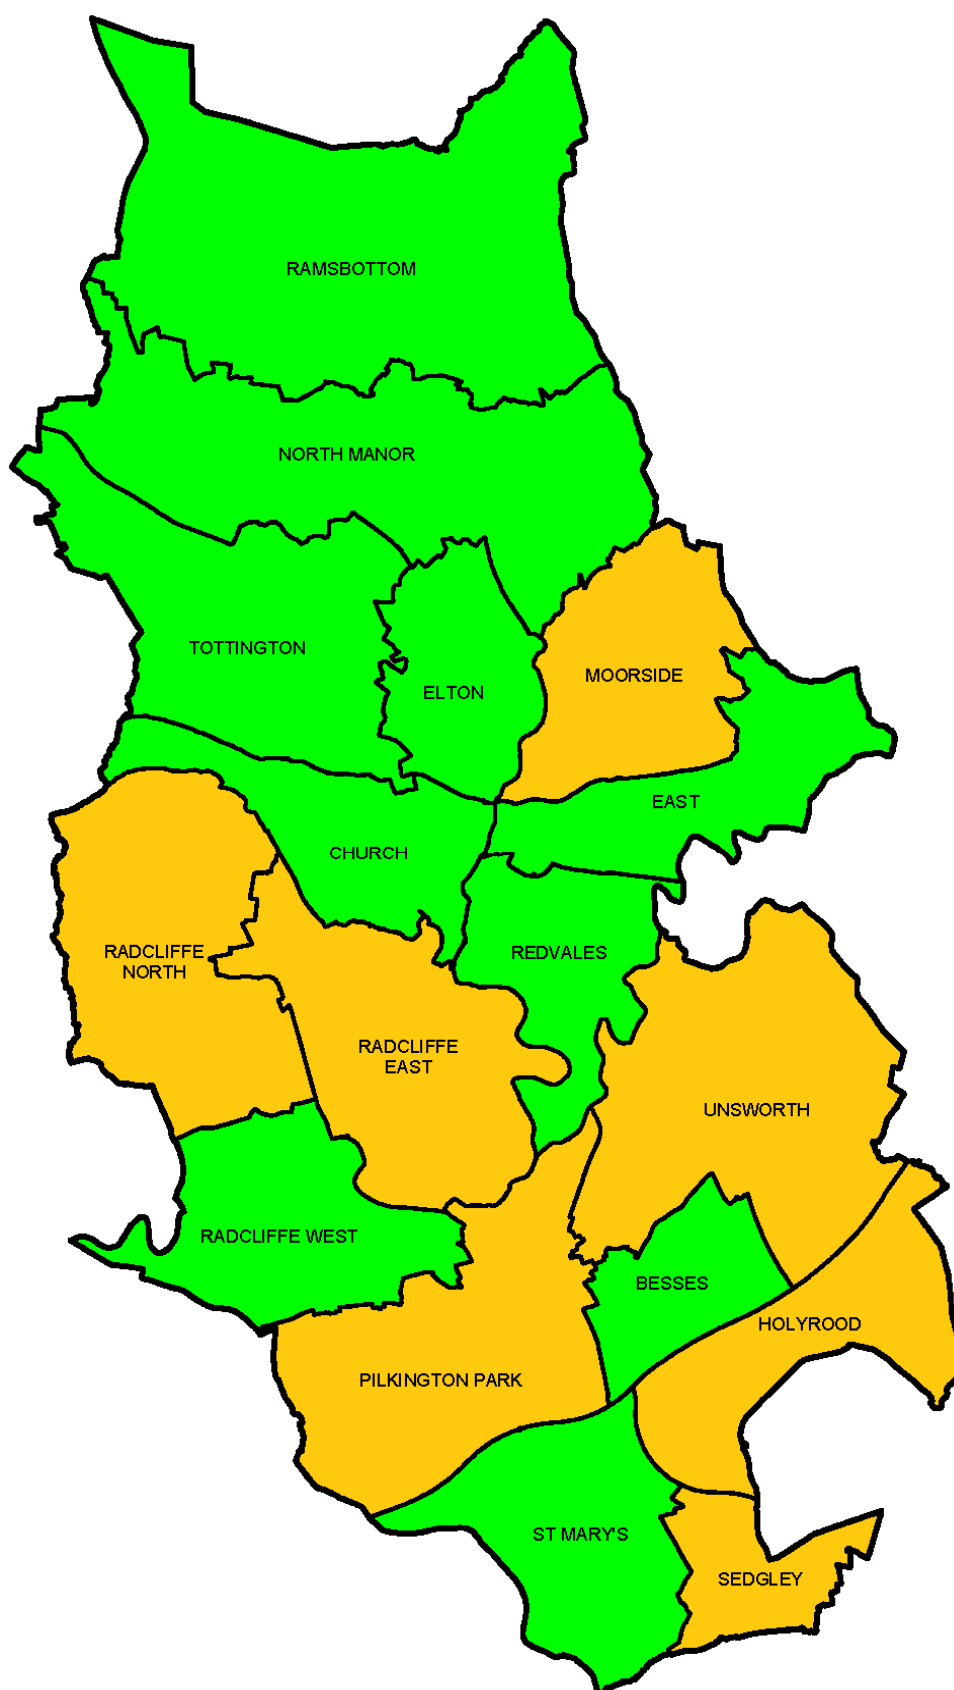 RAMSBOTTOM
NORTH MANOR
TOTTINGTON
MOORSIDE
ELTON
EAST
CHURCH
RADCLIFFE
NORTH
REDVALES
RADCLIFFE
EAST
UNSWORTH
RADCLIFFE WEST
BESSES
HOLYROOD
PILKINGTON PARK
ST MARY'S
SEDGLEY